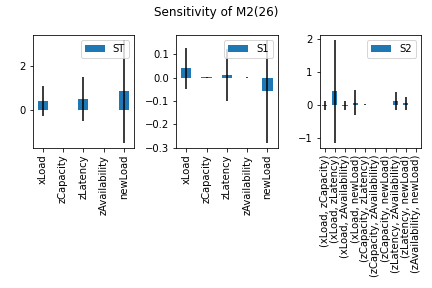 Sensitivity of M2(26)
ST
2
0
xLoad
zCapacity
zLatency
zAvailability
newLoad
S1
0.1
0.0
−0.1
−0.2
−0.3
xLoad
zCapacity
zLatency
zAvailability
newLoad
S2
2
1
0
−1
(xLoad, zCapacity)
(xLoad, zLatency)
(xLoad, zAvailability)
(xLoad, newLoad)
(zCapacity, zLatency)
(zCapacity, zAvailability)
(zCapacity, newLoad)
(zLatency, zAvailability)
(zLatency, newLoad)
(zAvailability, newLoad)